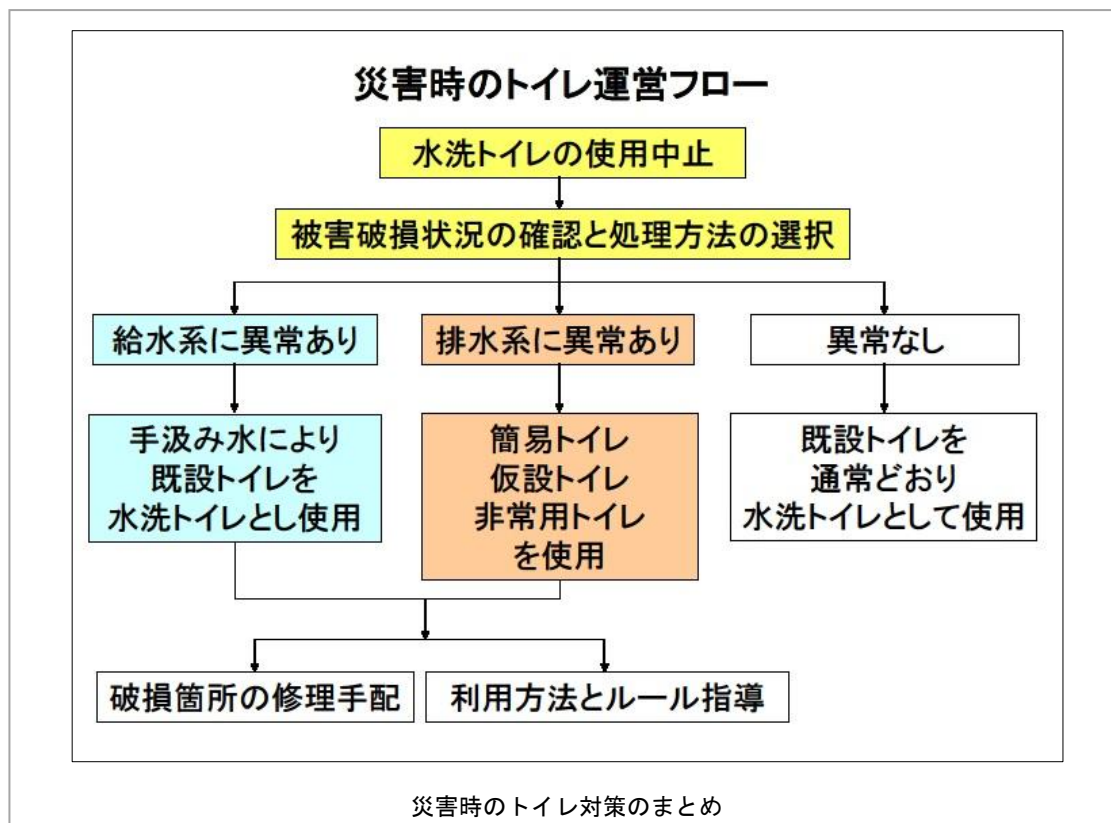 災害時のトイレ運営フロー
水洗トイレの使用中止
被害破損状況の確認と処理方法の選択
給水系に異常あり
排水系に異常あり
異常なし
手汲み水により
既設トイレを
水洗トイレとし使用
簡易トイレ
仮設トイレ
非常用トイレ
を使用
既設トイレを
通常どおり
水洗トイレとして使用
破損箇所の修理手配
利用方法とルール指導
災害時のトイレ対策のまとめ